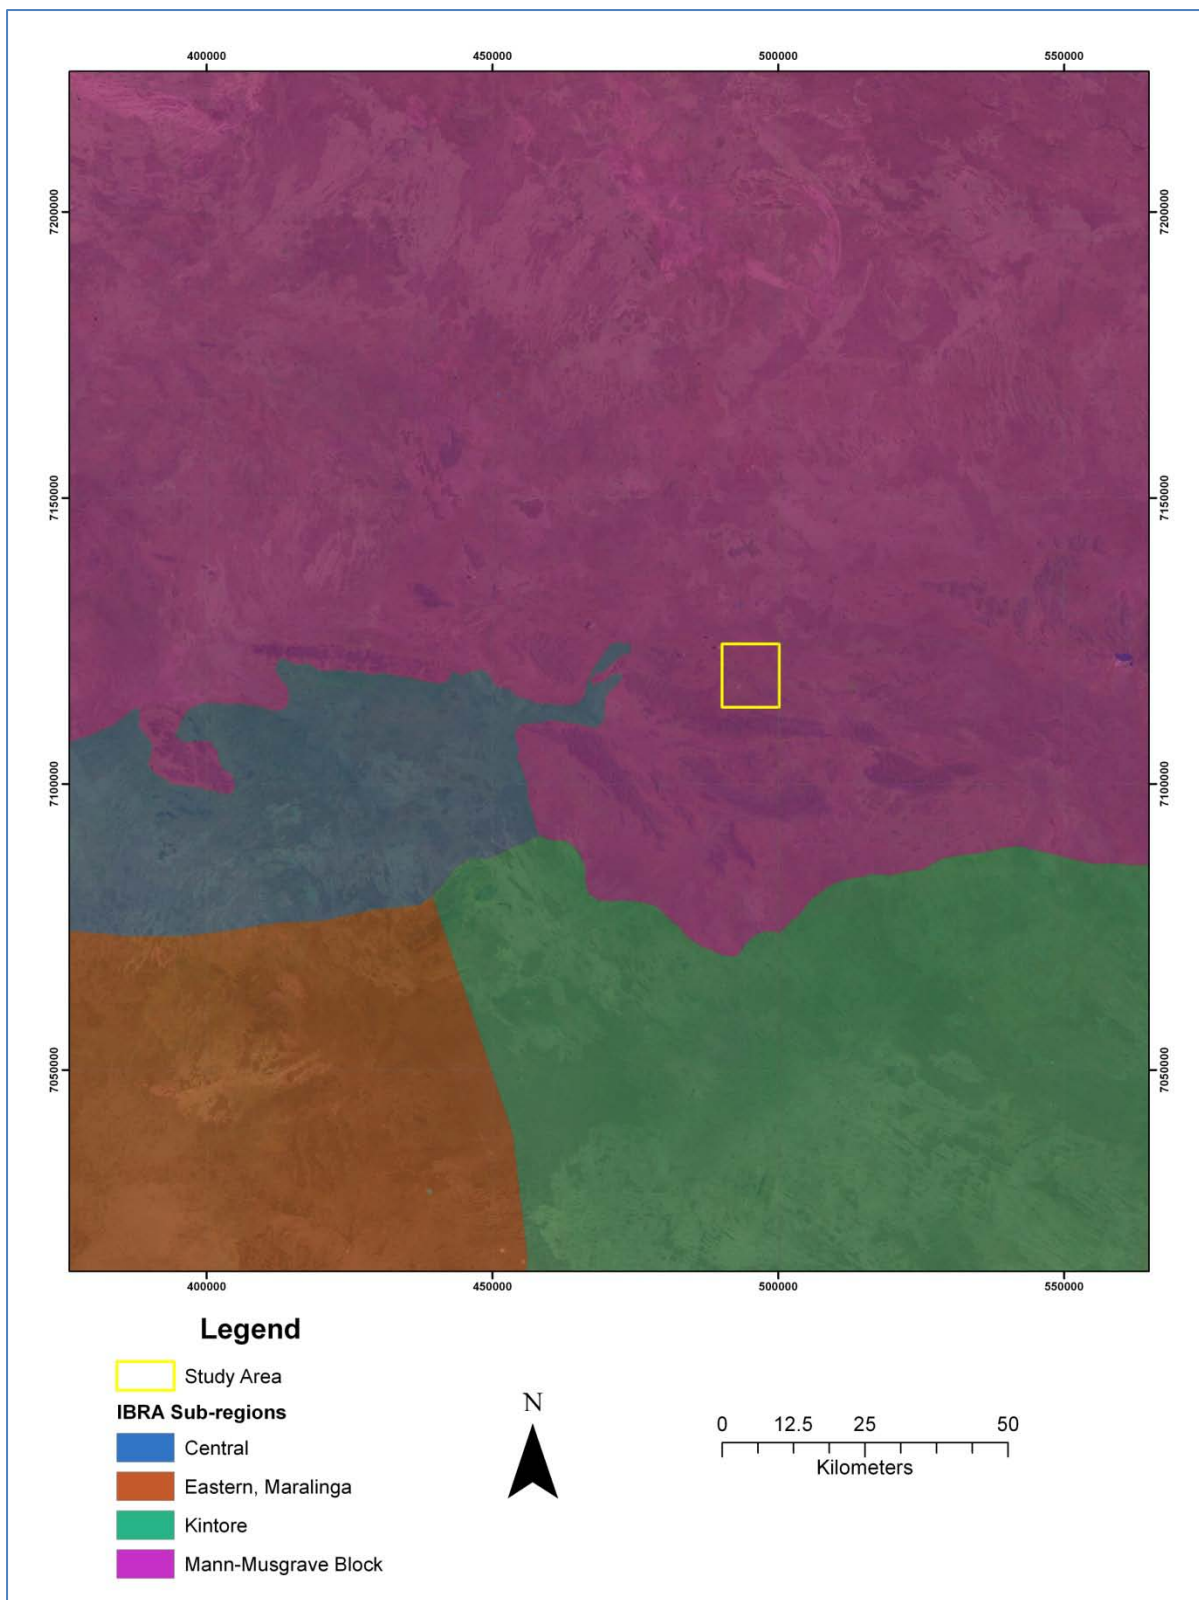 400000 450000 500000 550000
7200000 7200000
7150000 7150000
7100000 7100000
7050000 7050000
400000 450000 500000 550000
Legend
Study Area
IBRA Sub-regions
Central
Eastern, Maralinga
Kintore
Mann-Musgrave Block
N
0 12.5 25 50
Kilometers